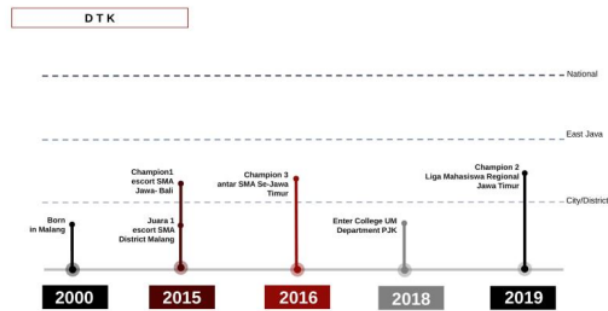 D T K
National
East Java
Champion1
escort SMA
Jawa- Bali
Champion 3
antar SMA Se-Jawa
Timur
Champion 2
Liga Mahasiswa Regional
Jawa Timur
City/District
Born
in Malang
Juara 1
escort SMA
District Malang
Enter College UM
Department PJK
2000
2015
2016
2018
2019